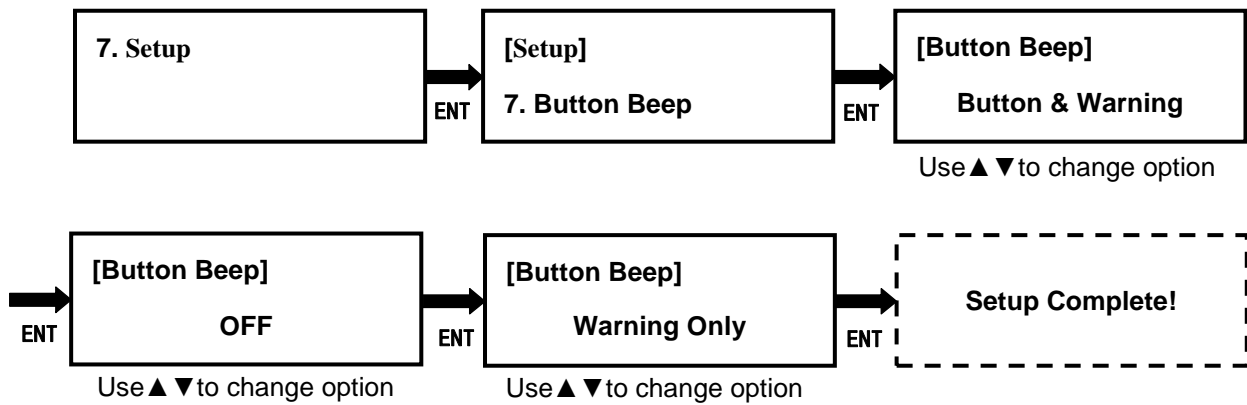 7. Setup
ENT
[Setup]
7. Button Beep
ENT
[Button Beep]
Button & Warning
Use▲▼to change option
ENT
[Button Beep]
OFF
Use▲▼to change option
ENT
[Button Beep]
Warning Only
Use▲▼to change option
ENT
Setup Complete!